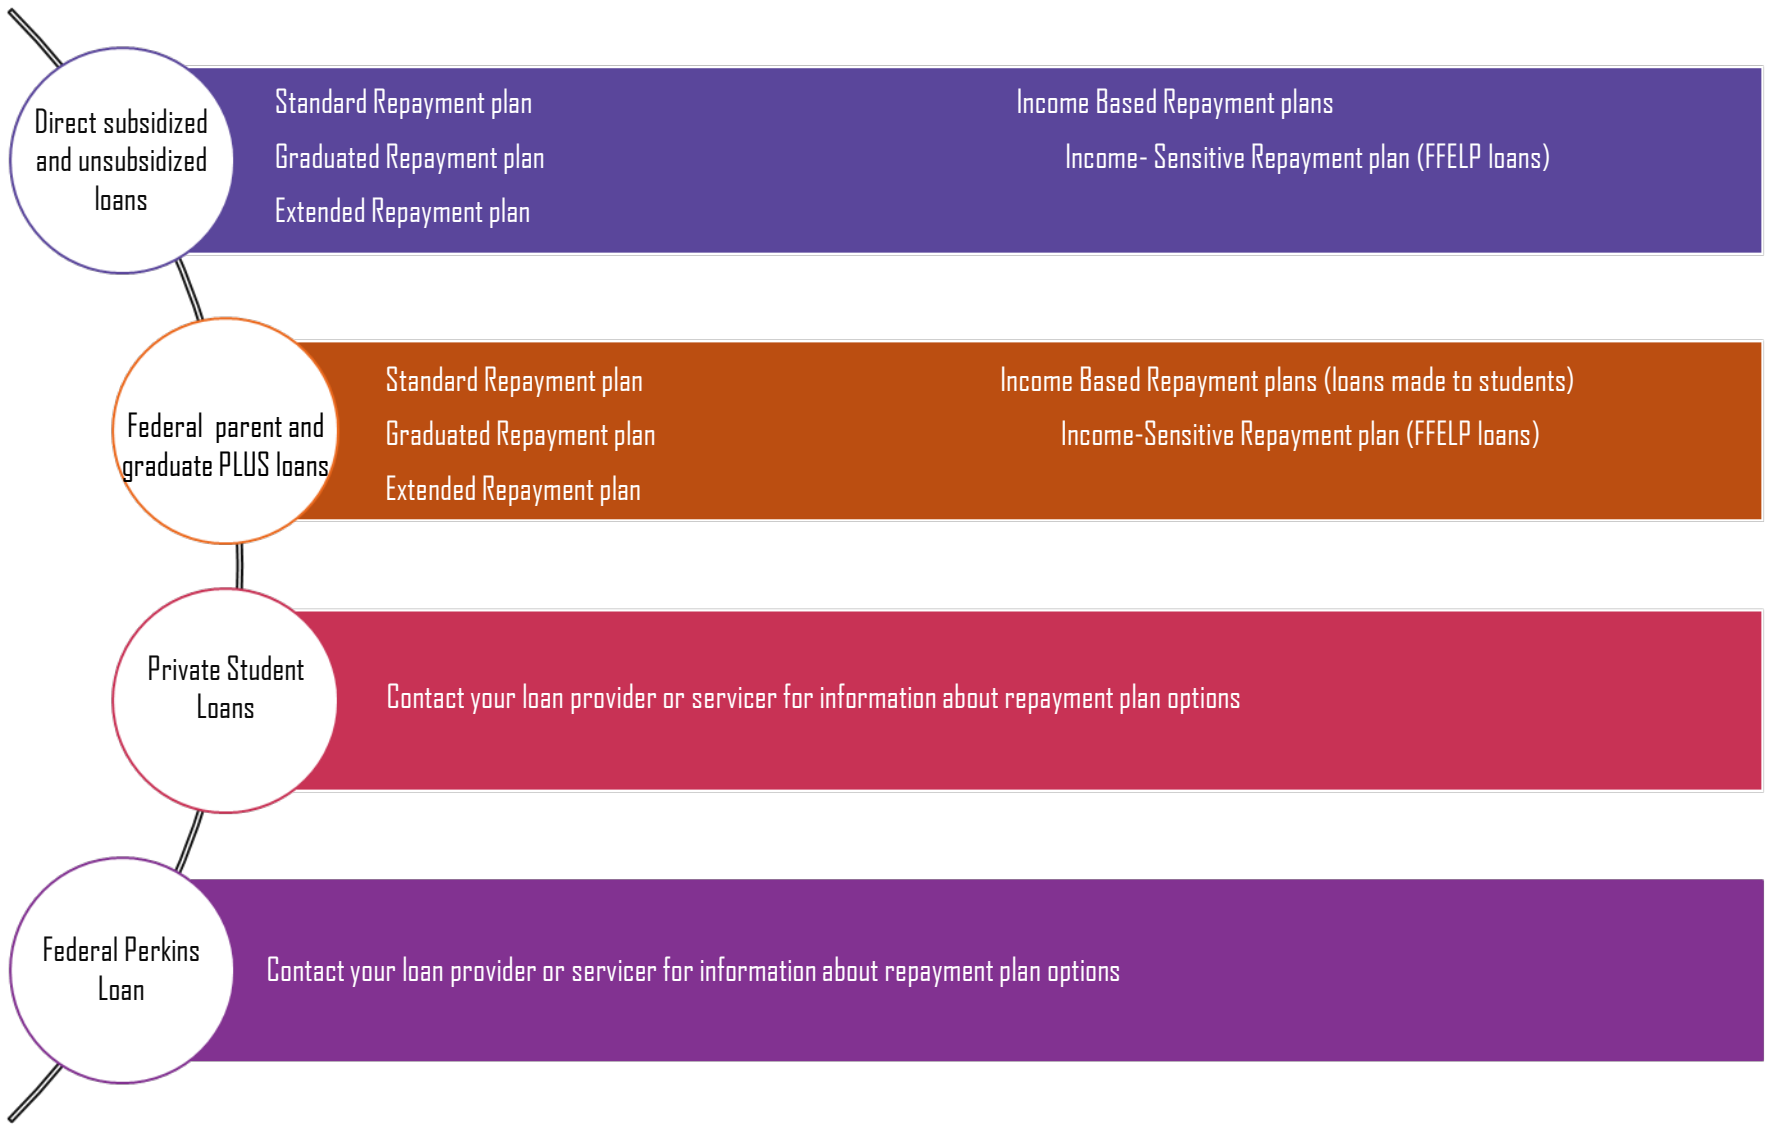 Direct subsidized
and unsubsidized
loans
Standard Repayment plan
Income Based Repayment plans
Graduated Repayment plan
Income- Sensitive Repayment plan (FFELP loans)
Extended Repayment plan
Federal  parent and
graduate PLUS loans
Standard Repayment plan
Income Based Repayment plans (loans made to students)
Graduated Repayment plan
Income-Sensitive Repayment plan (FFELP loans)
Extended Repayment plan
Private Student
Loans
Contact your loan provider or servicer for information about repayment plan options
Federal Perkins
Loan
Contact your loan provider or servicer for information about repayment plan options